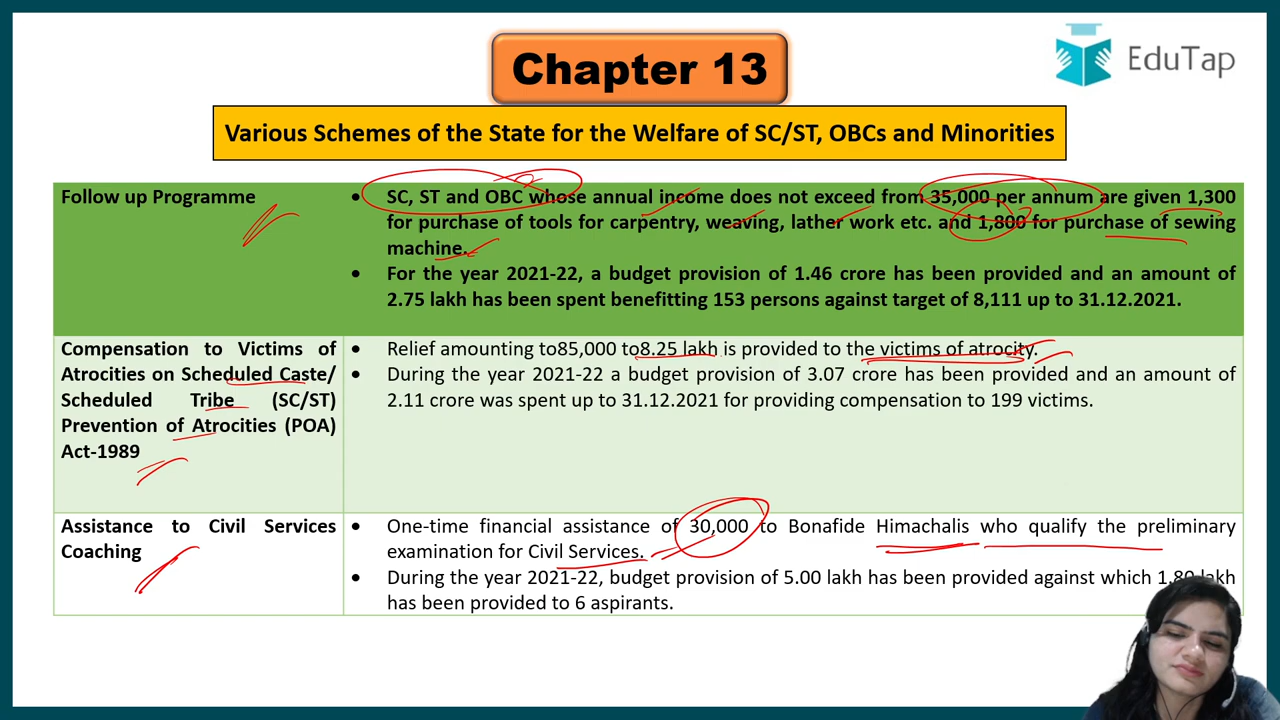 Chapter 13
EduTap
Various Schemes of the State for the Welfare of SC/ST, OBCs and Minorities
Follow up Programme
• SC, ST and OBC whose annual income does not exceed from 35,000 per annum are given 1,300
for purchase of tools for carpentry, weaving, lather work etc. and 1,800 for purchase of sewing
machine.
• For the year 2021-22, a budget provision of 1.46 crore has been provided and an amount of
2.75 lakh has been spent benefitting 153 persons against target of 8,111 up to 31.12.2021.
Compensation to Victims of
Atrocities on Scheduled Caste/
Scheduled Tribe (SC/ST)
Prevention of Atrocities (POA)
Act-1989
• Relief amounting to85,000 to8.25 lakh is provided to the victims of atrocity.
• During the year 2021-22 a budget provision of 3.07 crore has been provided and an amount of
2.11 crore was spent up to 31.12.2021 for providing compensation to 199 victims.
Assistance to Civil Services
Coaching
• One-time financial assistance of 30,000 to Bonafide Himachalis who qualify the preliminary
examination for Civil Services.
• During the year 2021-22, budget provision of 5.00 lakh has been provided against which 1.80 lakh
has been provided to 6 aspirants.